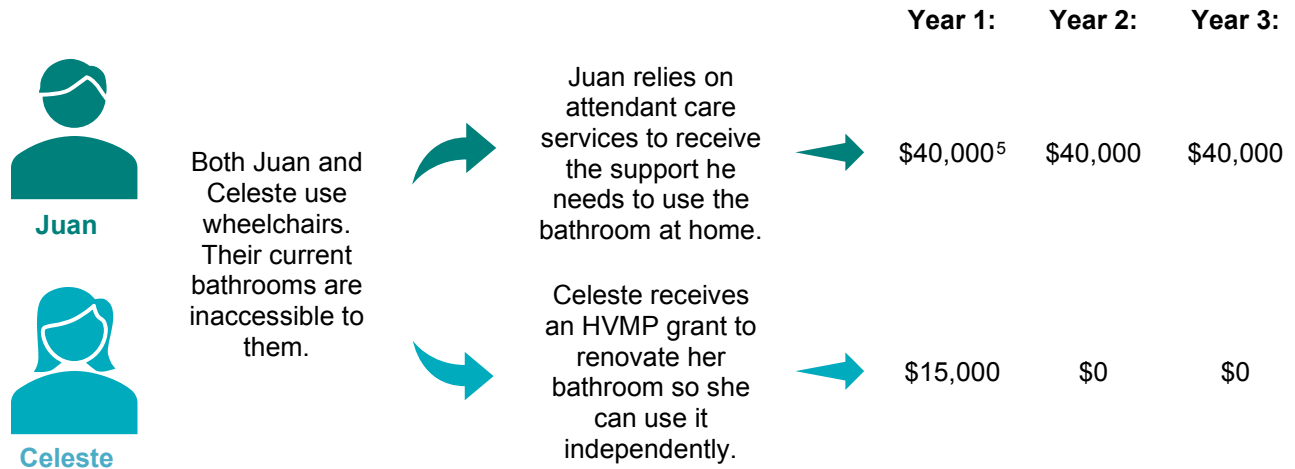 Year 1: Year 2: Year 3:
Juan
Both Juan and
Celeste use
wheelchairs.
Their current
bathrooms are
inaccessible to
them.
Juan relies on
attendant care
services to receive
the support he
needs to use the
bathroom at home.
$40,000⁵ $40,000 $40,000
Celeste
Celeste receives
an HVMP grant to
renovate her
bathroom so she
can use it
independently.
$15,000 $0 $0